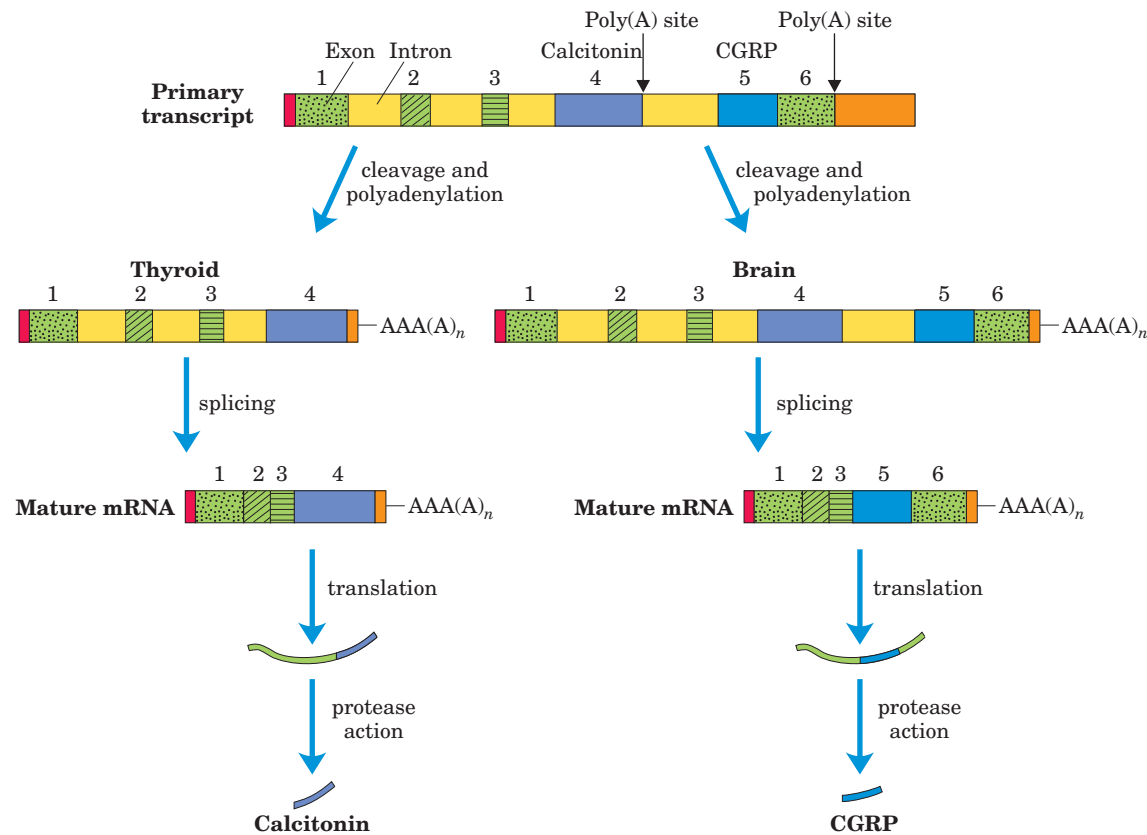 Poly(A) site Poly(A) site
Exon Intron Calcitonin CGRP
1 2 3 4 5 6
Primary
transcript
cleavage and
polyadenylation
cleavage and
polyadenylation
Thyroid
1 2 3 4
AAA(A)n
Brain
1 2 3 4 5 6
AAA(A)n
splicing
splicing
1 2 3 4
Mature mRNA AAA(A)n
1 2 3 5 6
Mature mRNA AAA(A)n
translation
translation
protease
action
protease
action
Calcitonin
CGRP